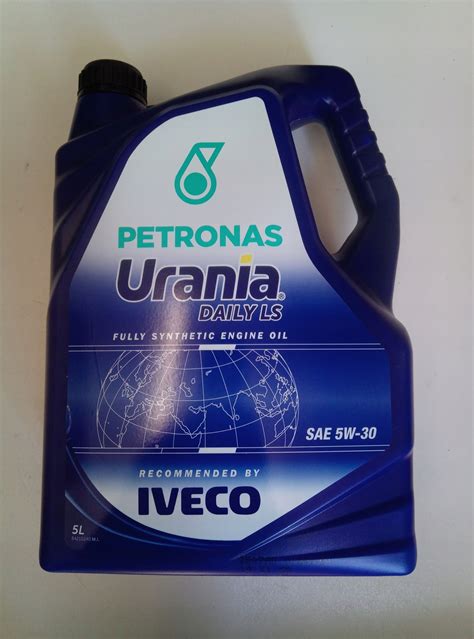 PETRONAS
Urania®
DAILY LS
FULLY SYNTHETIC ENGINE OIL
SAE 5W-30
RECOMMENDED BY
IVECO
5L